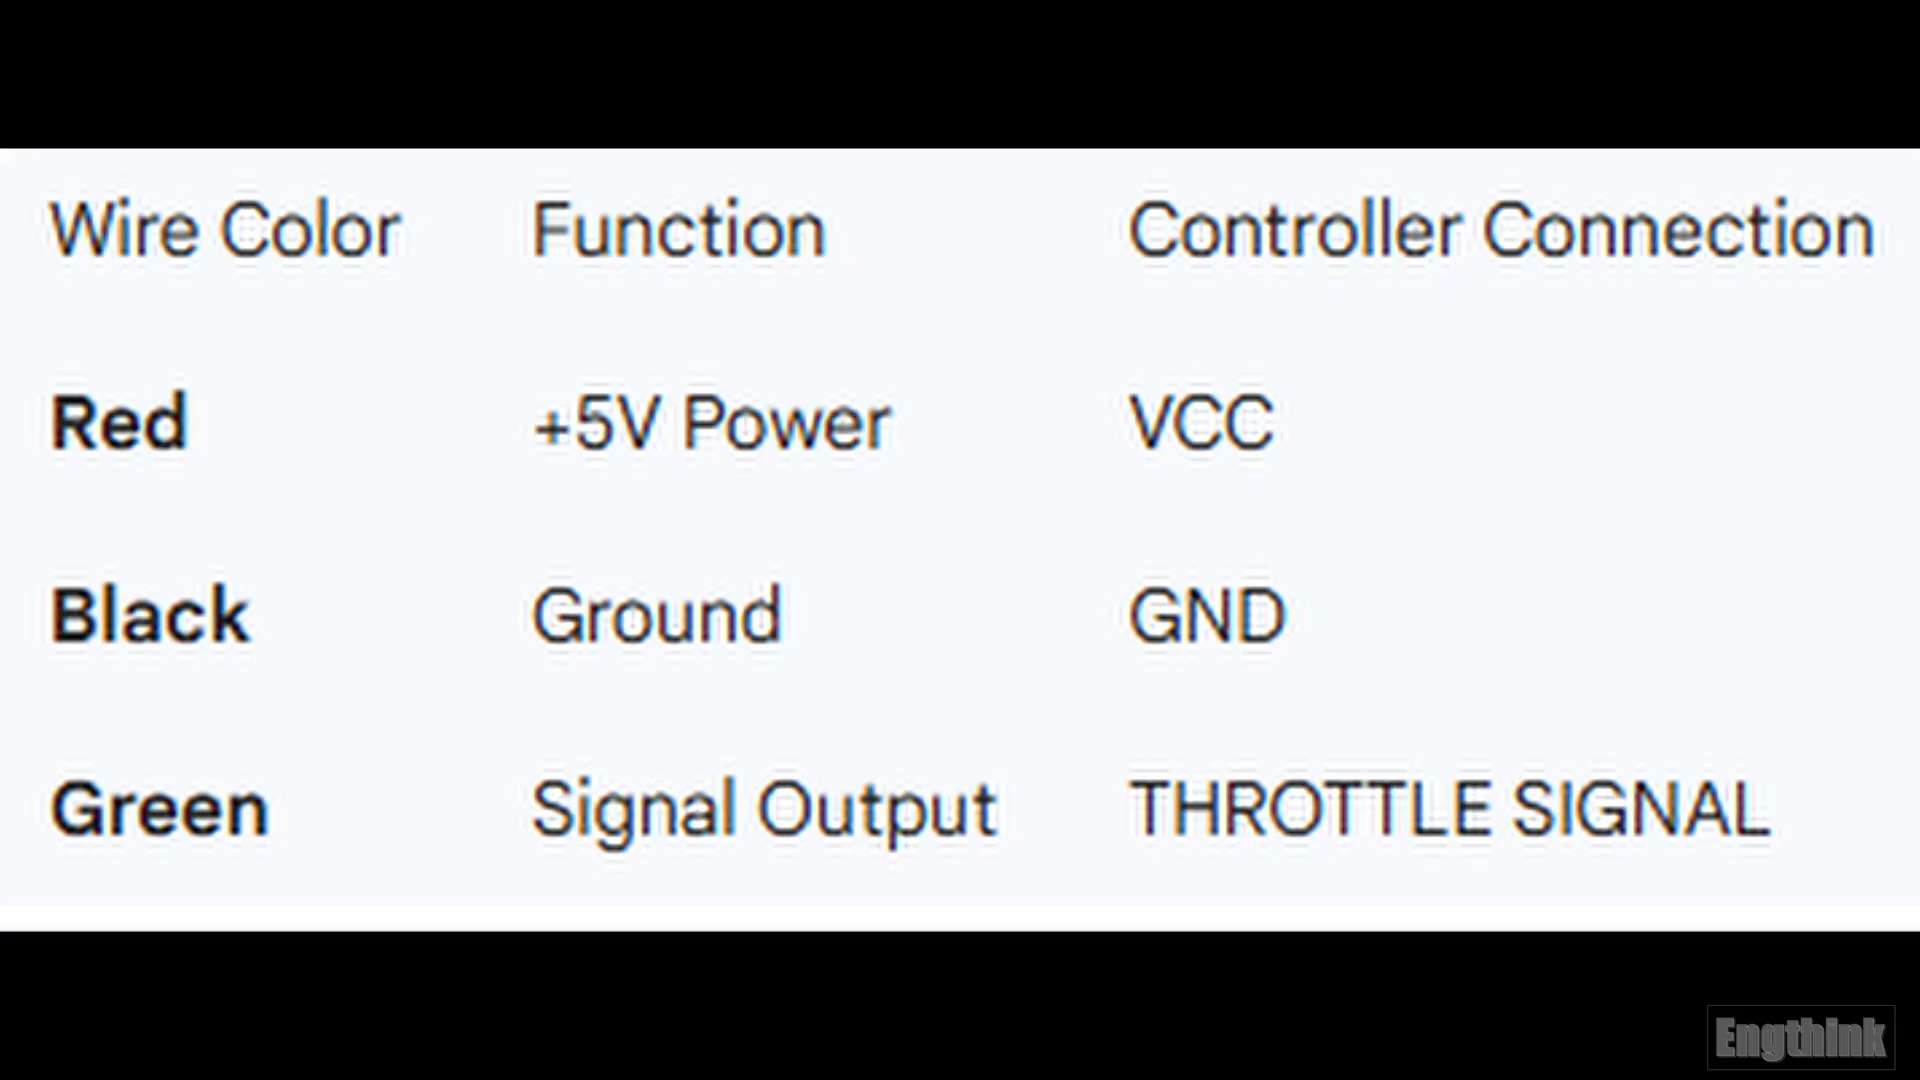 Wire Color Function Controller Connection
Red +5V Power VCC
Black Ground GND
Green Signal Output THROTTLE SIGNAL
Engthink